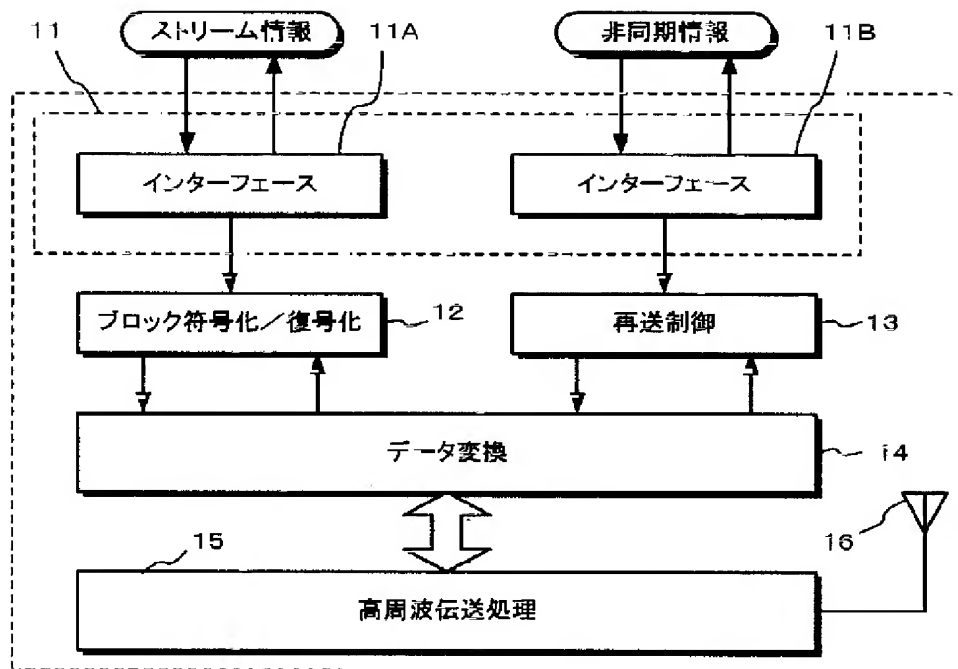 11
ストリーム情報
11A
非同期情報
11B
インターフェース
インターフェース
ブロック符号化／復号化
12
再送制御
13
データ変換
14
15
16
高周波伝送処理